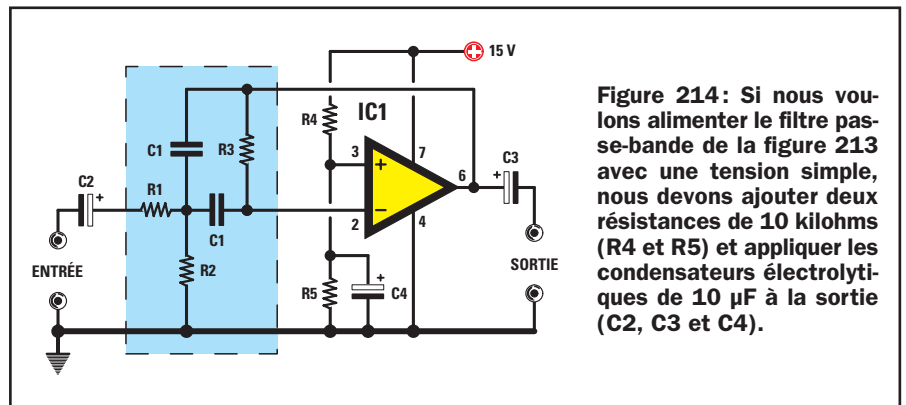 15 V
IC1
R4
C1
R3
3
+
7
C3
+
6
C2
+
R1
C1
−
2
4
ENTRÉE
R2
R5
+
C4
SORTIE
Figure 214: Si nous vou-
lons alimenter le filtre pas-
se-bande de la figure 213
avec une tension simple,
nous devons ajouter deux
résistances de 10 kilohms
(R4 et R5) et appliquer les
condensateurs électrolyti-
ques de 10 µF à la sortie
(C2, C3 et C4).